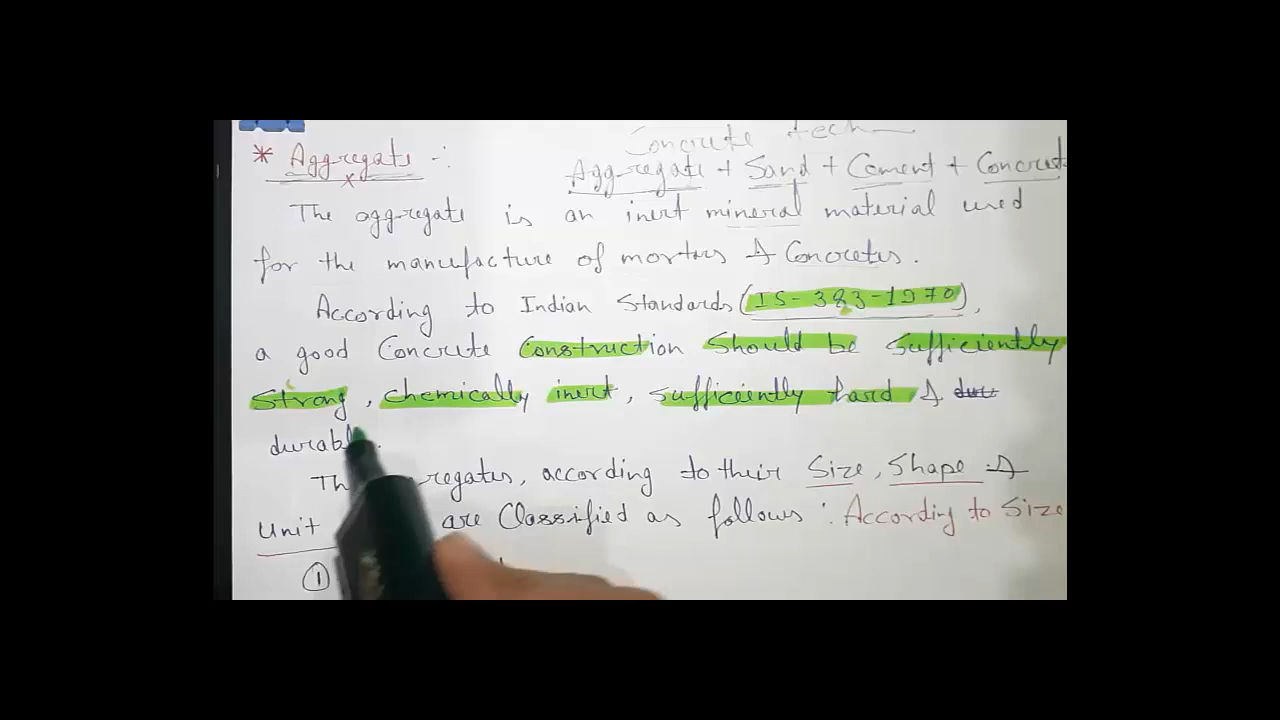 Concrete tech
* Aggregate -:
Aggregate + Sand + Cement + Concrete
The aggregate is an inert mineral material used
for the manufacture of mortars & Concretes.
According to Indian Standards (IS-383-1970),
a good Concrete Construction should be sufficiently
Strong, chemically inert, sufficiently hard &
durable.
The according to their Size, Shape &
Unit are Classified as follows : According to Size
①